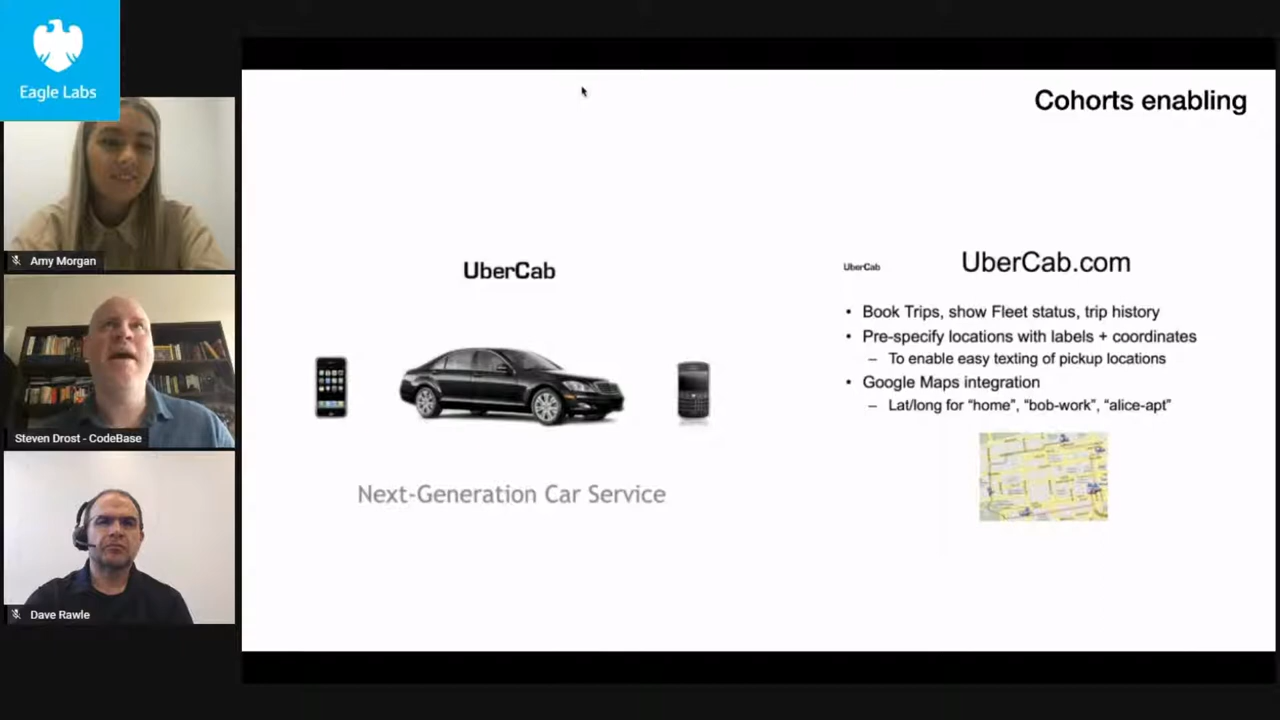 Eagle Labs
Amy Morgan
Steven Drost - CodeBase
Dave Rawle
Cohorts enabling
UberCab
Next-Generation Car Service
UberCab
UberCab.com
• Book Trips, show Fleet status, trip history
• Pre-specify locations with labels + coordinates
– To enable easy texting of pickup locations
• Google Maps integration
– Lat/long for “home”, “bob-work”, “alice-apt”